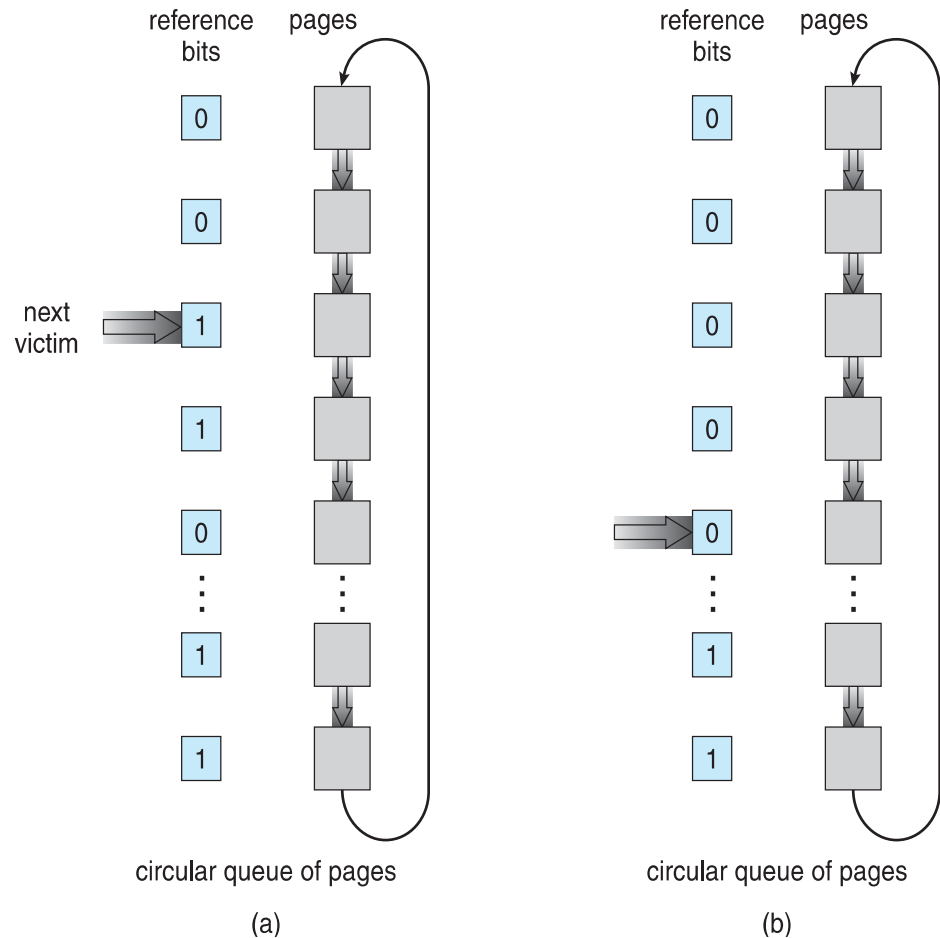 reference pages
bits
0
0
next
victim
1
1
0
1
1
circular queue of pages
(a)
reference pages
bits
0
0
0
0
0
1
1
circular queue of pages
(b)